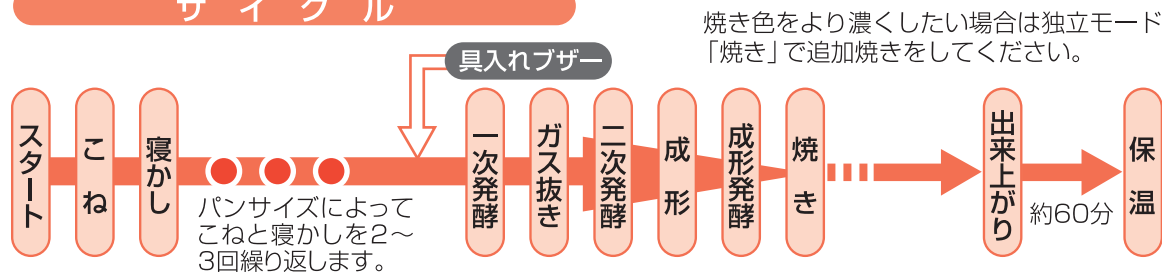 サイクル
焼き色をより濃くしたい場合は独立モード
「焼き」で追加焼きをしてください。
具入れブザー
スタート
こね
寝かし
パンサイズによって
こねと寝かしを2〜
3回繰り返します。
一次発酵
ガス抜き
二次発酵
成形
成形発酵
焼き
出来上がり
約60分
保温